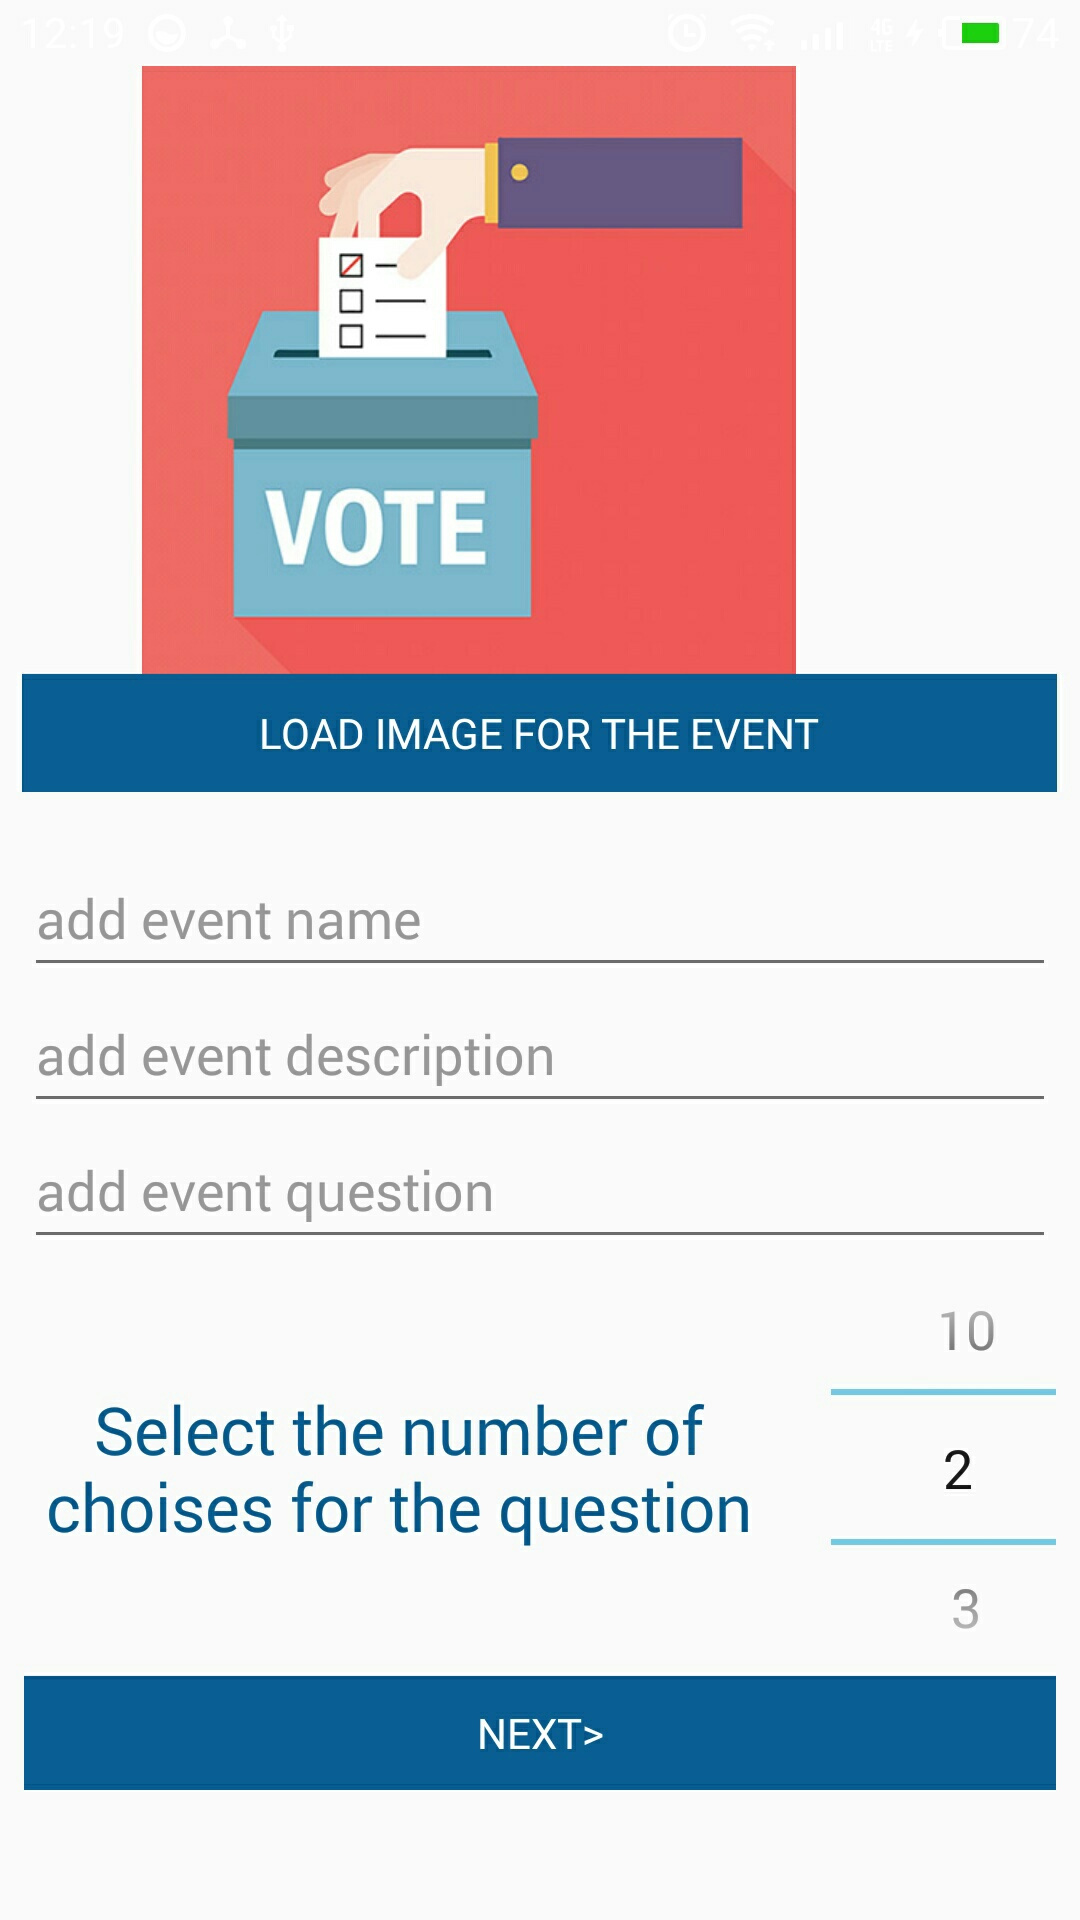 12:19 4G LTE 74
VOTE
LOAD IMAGE FOR THE EVENT
add event name
add event description
add event question
10
Select the number of
choises for the question
2
3
NEXT>